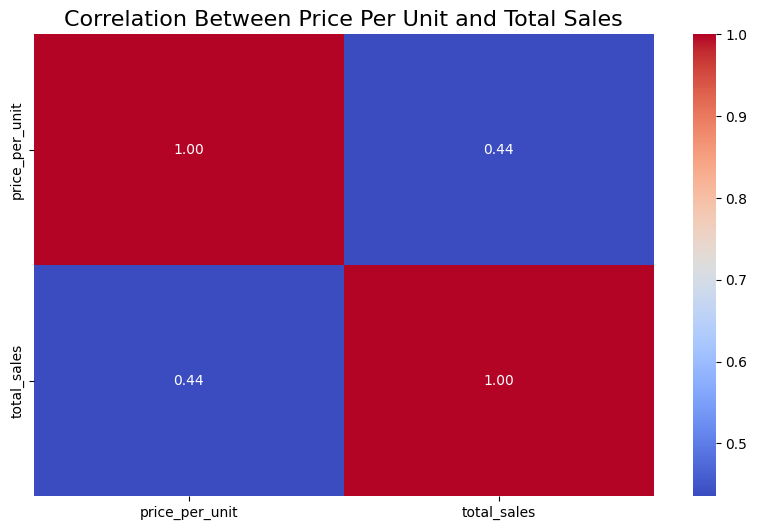 Correlation Between Price Per Unit and Total Sales
price_per_unit
1.00
0.44
total_sales
0.44
1.00
price_per_unit
total_sales
1.0
0.9
0.8
0.7
0.6
0.5